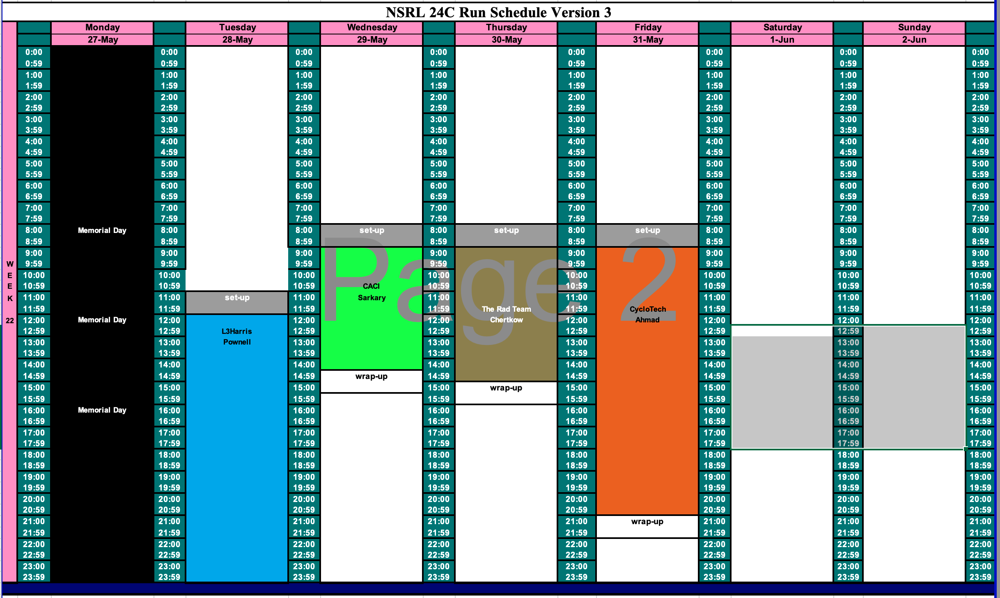 NSRL 24C Run Schedule Version 3
Monday Tuesday Wednesday Thursday Friday Saturday Sunday
27-May 28-May 29-May 30-May 31-May 1-Jun 2-Jun
0:00 0:00 0:00 0:00 0:00 0:00 0:00 0:00
0:59 0:59 0:59 0:59 0:59 0:59 0:59 0:59
1:00 1:00 1:00 1:00 1:00 1:00 1:00 1:00
1:59 1:59 1:59 1:59 1:59 1:59 1:59 1:59
2:00 2:00 2:00 2:00 2:00 2:00 2:00 2:00
2:59 2:59 2:59 2:59 2:59 2:59 2:59 2:59
3:00 3:00 3:00 3:00 3:00 3:00 3:00 3:00
3:59 3:59 3:59 3:59 3:59 3:59 3:59 3:59
4:00 4:00 4:00 4:00 4:00 4:00 4:00 4:00
4:59 4:59 4:59 4:59 4:59 4:59 4:59 4:59
5:00 5:00 5:00 5:00 5:00 5:00 5:00 5:00
5:59 5:59 5:59 5:59 5:59 5:59 5:59 5:59
6:00 6:00 6:00 6:00 6:00 6:00 6:00 6:00
6:59 6:59 6:59 6:59 6:59 6:59 6:59 6:59
7:00 7:00 7:00 7:00 7:00 7:00 7:00 7:00
7:59 7:59 7:59 7:59 7:59 7:59 7:59 7:59
8:00 Memorial Day 8:00 8:00 set-up 8:00 set-up 8:00 set-up 8:00 8:00 8:00
8:59 8:59 8:59 8:59 8:59 8:59 8:59 8:59
9:00 9:00 9:00 9:00 9:00 9:00 9:00 9:00
W 9:59 9:59 9:59 9:59 9:59 9:59 9:59 9:59
E 10:00 10:00 10:00 10:00 10:00 10:00 10:00 10:00
Page 2
E 10:59 10:59 10:59 CACI 10:59 10:59 10:59 10:59 10:59
K 11:00 11:00 set-up 11:00 Sarkary 11:00 11:00 11:00 11:00 11:00
11:59 11:59 11:59 11:59 The Rad Team 11:59 CycloTech 11:59 11:59 11:59
22 12:00 Memorial Day 12:00 12:00 12:00 Chertkow 12:00 Ahmad 12:00 12:00 12:00
12:59 12:59 L3Harris 12:59 12:59 12:59 12:59 12:59 12:59
13:00 13:00 Pownell 13:00 13:00 13:00 13:00 13:00 13:00
13:59 13:59 13:59 13:59 13:59 13:59 13:59 13:59
14:00 14:00 14:00 14:00 14:00 14:00 14:00 14:00
14:59 14:59 14:59 wrap-up 14:59 14:59 14:59 14:59 14:59
15:00 15:00 15:00 15:00 wrap-up 15:00 15:00 15:00 15:00
15:59 15:59 15:59 15:59 15:59 15:59 15:59 15:59
16:00 Memorial Day 16:00 16:00 16:00 16:00 16:00 16:00 16:00
16:59 16:59 16:59 16:59 16:59 16:59 16:59 16:59
17:00 17:00 17:00 17:00 17:00 17:00 17:00 17:00
17:59 17:59 17:59 17:59 17:59 17:59 17:59 17:59
18:00 18:00 18:00 18:00 18:00 18:00 18:00 18:00
18:59 18:59 18:59 18:59 18:59 18:59 18:59 18:59
19:00 19:00 19:00 19:00 19:00 19:00 19:00 19:00
19:59 19:59 19:59 19:59 19:59 19:59 19:59 19:59
20:00 20:00 20:00 20:00 20:00 20:00 20:00 20:00
20:59 20:59 20:59 20:59 20:59 20:59 20:59 20:59
21:00 21:00 21:00 21:00 21:00 wrap-up 21:00 21:00 21:00
21:59 21:59 21:59 21:59 21:59 21:59 21:59 21:59
22:00 22:00 22:00 22:00 22:00 22:00 22:00 22:00
22:59 22:59 22:59 22:59 22:59 22:59 22:59 22:59
23:00 23:00 23:00 23:00 23:00 23:00 23:00 23:00
23:59 23:59 23:59 23:59 23:59 23:59 23:59 23:59